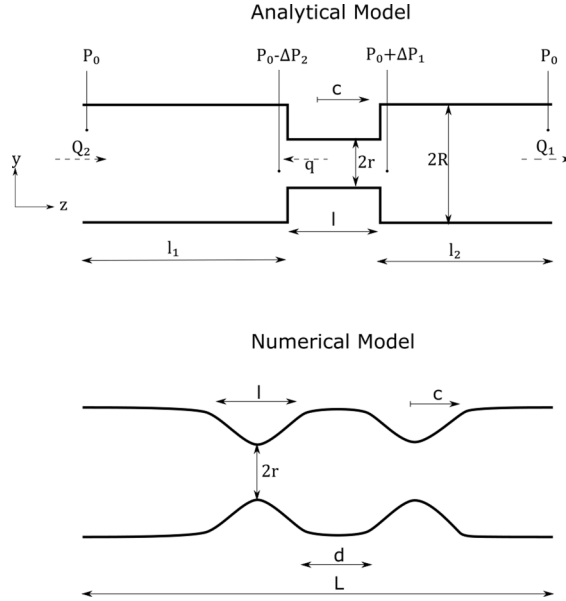 Analytical Model
P₀ P₀-ΔP₂ P₀+ΔP₁ P₀
c
Q₂ Q₁
y q 2r 2R
z
l
l₁ l₂
Numerical Model
l c
2r
d
L